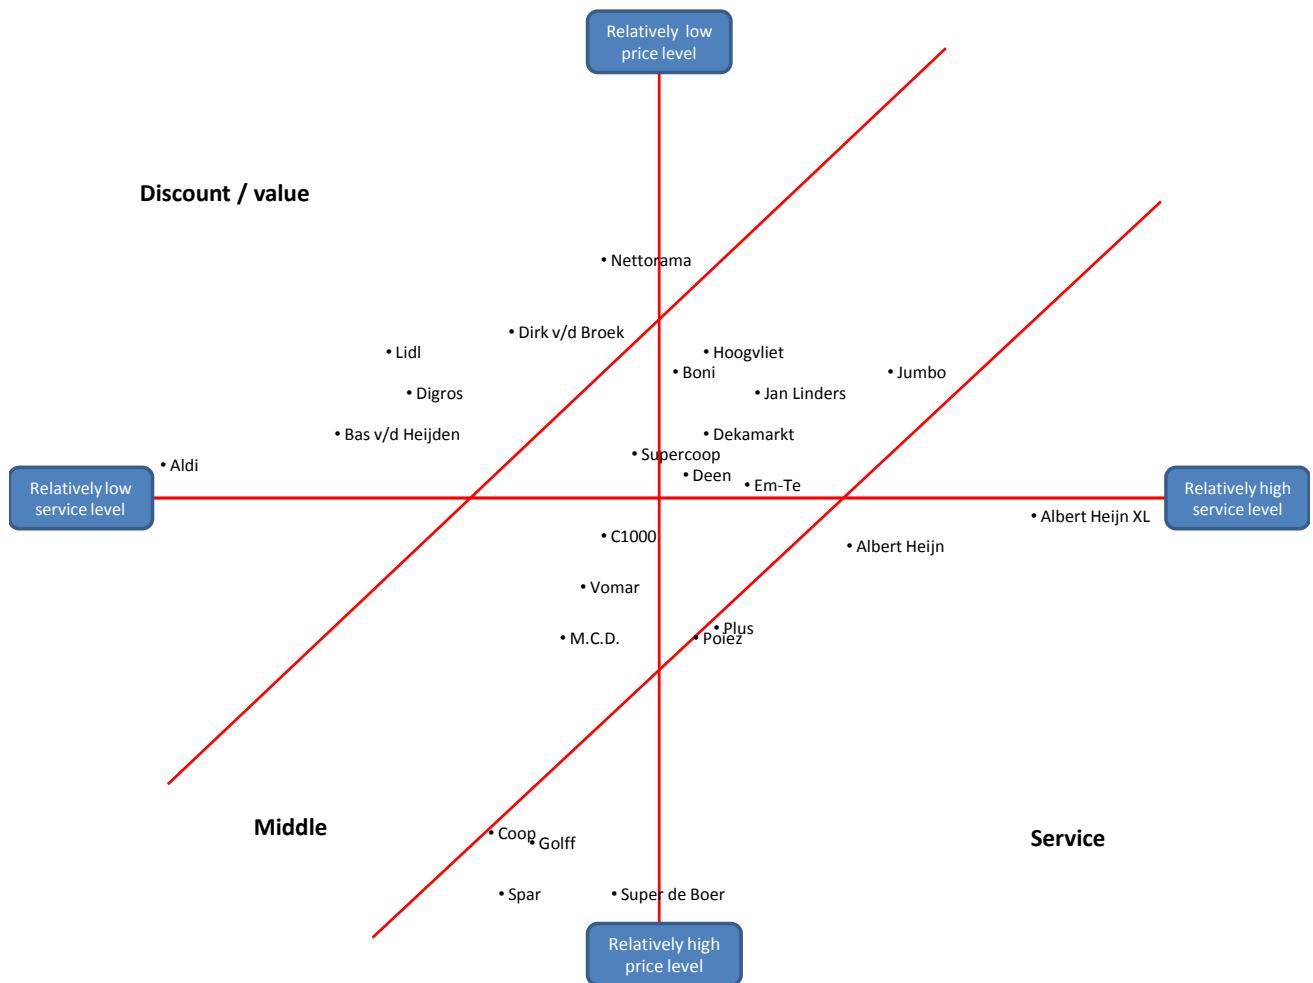 Relatively low
price level
Discount / value
• Nettorama
• Dirk v/d Broek
• Lidl
• Hoogvliet
• Boni
• Jumbo
• Digros
• Jan Linders
• Bas v/d Heijden
• Dekamarkt
• Supercoop
• Aldi
• Deen
• Em-Te
Relatively low
service level
Relatively high
service level
• Albert Heijn XL
• C1000
• Albert Heijn
• Vomar
• Plus
• M.C.D.
• Poiez
Middle
• Coop
• Golff
Service
• Spar
• Super de Boer
Relatively high
price level